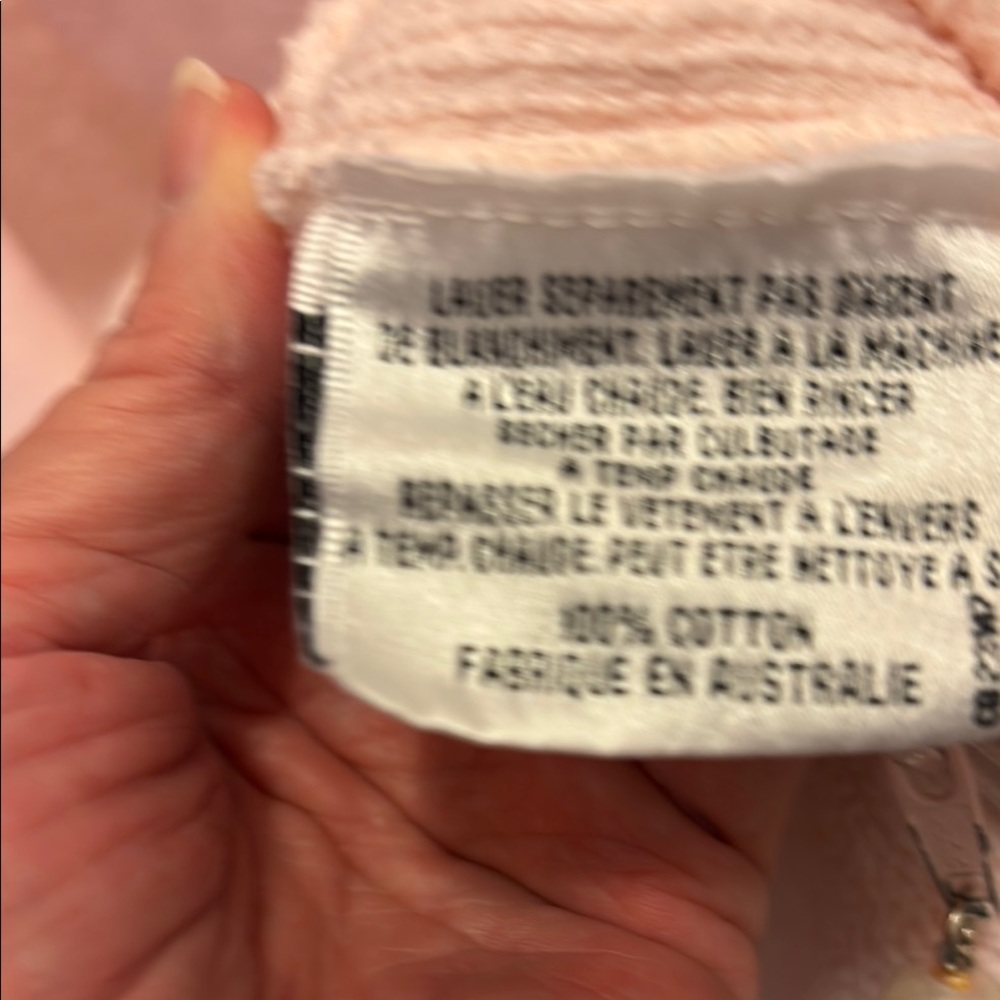 LAVER SEPAREMENT PAS D'AGENT
DE BLANCHIMENT. LAVER A LA MACHINE
A L'EAU CHAUDE. BIEN RINCER
SECHER PAR CULBUTAGE
A TEMP CHAUDE
REPASSER LE VETEMENT A L'ENVERS
A TEMP. CHAUDE. PEUT ETRE NETTOYE A S
100% COTTON
FABRIQUE EN AUSTRALIE